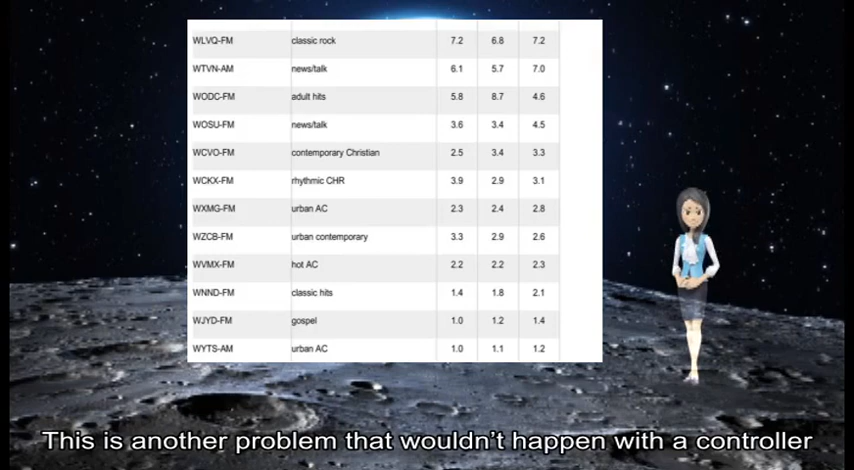 WLVQ-FM classic rock 7.2 6.8 7.2
WTVN-AM news/talk 6.1 5.7 7.0
WODC-FM adult hits 5.8 8.7 4.6
WOSU-FM news/talk 3.6 3.4 4.5
WCVO-FM contemporary Christian 2.5 3.4 3.3
WCKX-FM rhythmic CHR 3.9 2.9 3.1
WXMG-FM urban AC 2.3 2.4 2.8
WZCB-FM urban contemporary 3.3 2.9 2.6
WVMX-FM hot AC 2.2 2.2 2.3
WNND-FM classic hits 1.4 1.8 2.1
WJYD-FM gospel 1.0 1.2 1.4
WYTS-AM urban AC 1.0 1.1 1.2
This is another problem that wouldn't happen with a controller